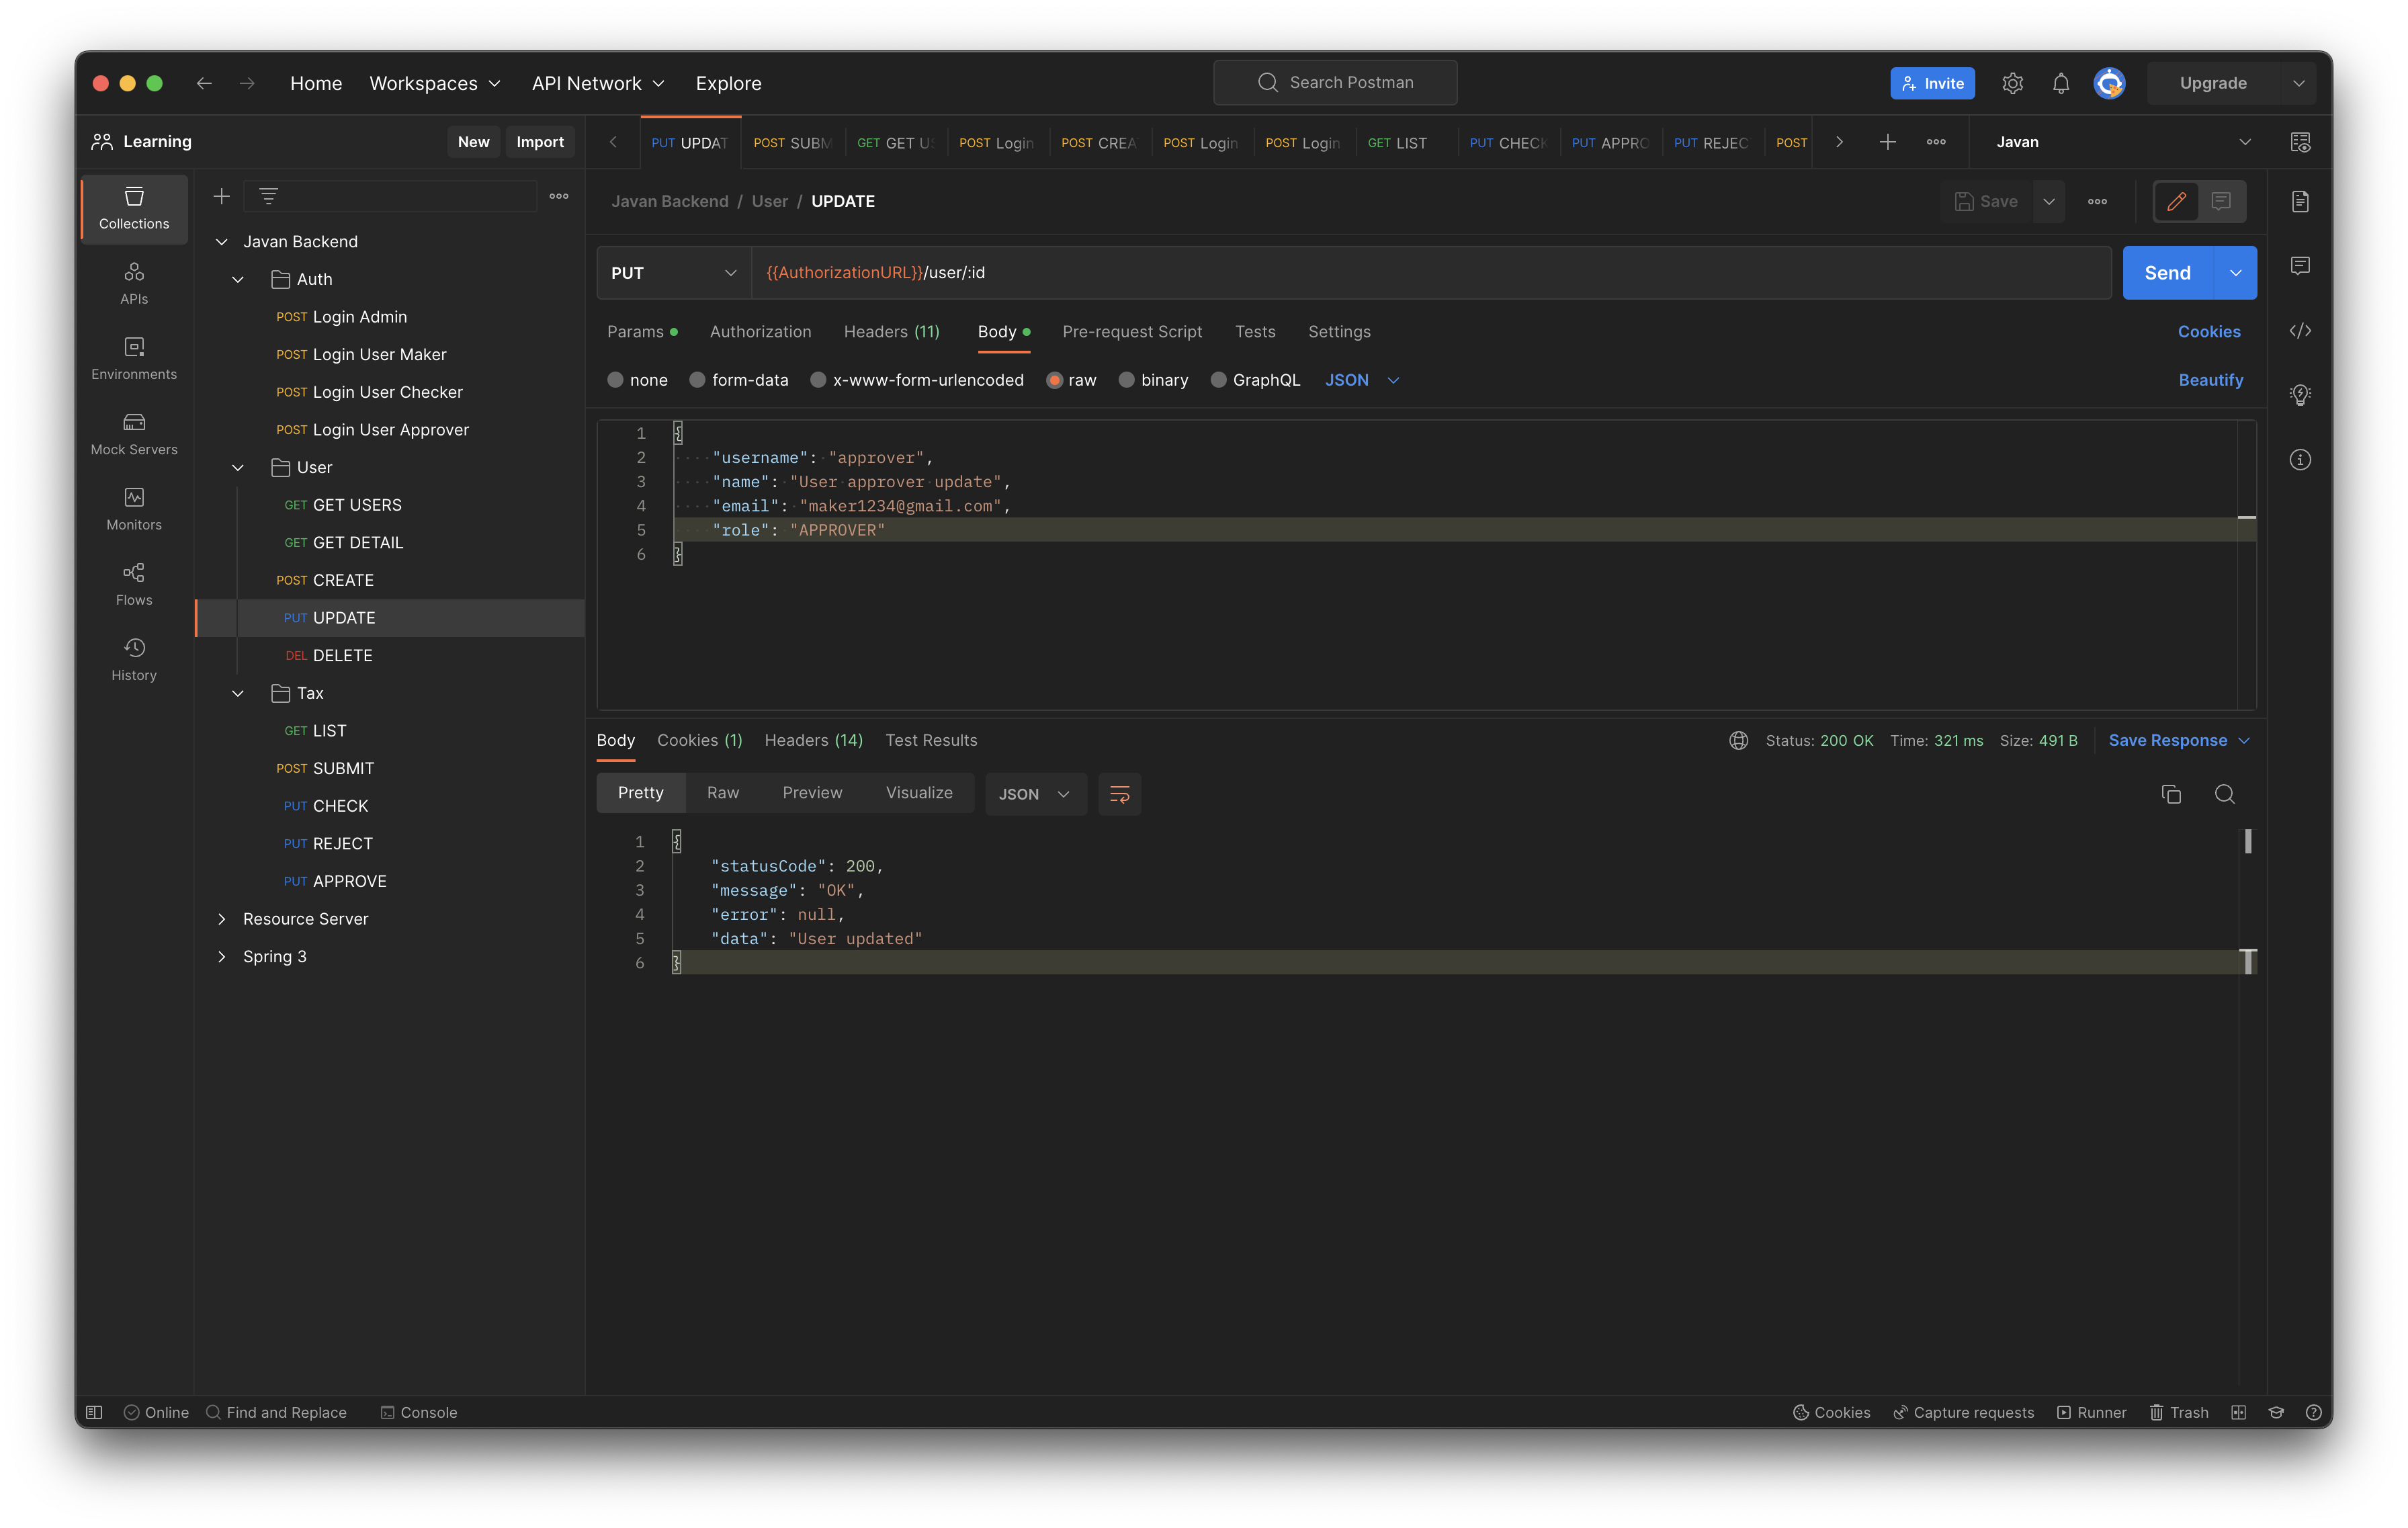 Home Workspaces API Network Explore Search Postman Invite Upgrade
Learning New Import
PUT UPDAT POST SUBM GET GET US POST Login POST CREA POST Login POST Login GET LIST PUT CHECK PUT APPRO PUT REJEC POST Javan
Collections
APIs
Environments
Mock Servers
Monitors
Flows
History
Javan Backend
Auth
POST Login Admin
POST Login User Maker
POST Login User Checker
POST Login User Approver
User
GET GET USERS
GET GET DETAIL
POST CREATE
PUT UPDATE
DEL DELETE
Tax
GET LIST
POST SUBMIT
PUT CHECK
PUT REJECT
PUT APPROVE
Resource Server
Spring 3
Javan Backend / User / UPDATE Save
PUT {{AuthorizationURL}}/user/:id Send
Params Authorization Headers (11) Body Pre-request Script Tests Settings Cookies
none form-data x-www-form-urlencoded raw binary GraphQL JSON Beautify
1 {
2 "username": "approver",
3 "name": "User approver update",
4 "email": "maker1234@gmail.com",
5 "role": "APPROVER"
6 }
Body Cookies (1) Headers (14) Test Results Status: 200 OK Time: 321 ms Size: 491 B Save Response
Pretty Raw Preview Visualize JSON
1 {
2 "statusCode": 200,
3 "message": "OK",
4 "error": null,
5 "data": "User updated"
6 }
Online Find and Replace Console Cookies Capture requests Runner Trash